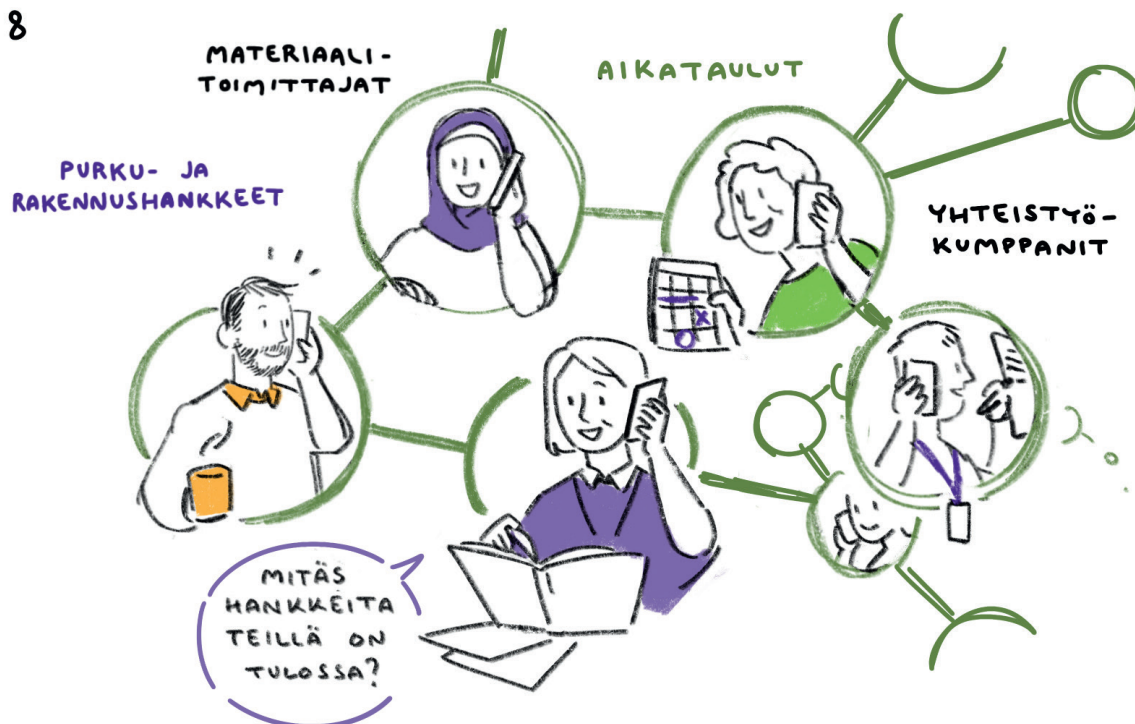 8
MATERIAALI-
TOIMITTAJAT
AIKATAULUT
PURKU- JA
RAKENNUSHANKKEET
YHTEISTYÖ-
KUMPPANIT
MITÄS
HANKKEITA
TEILLÄ ON
TULOSSA?